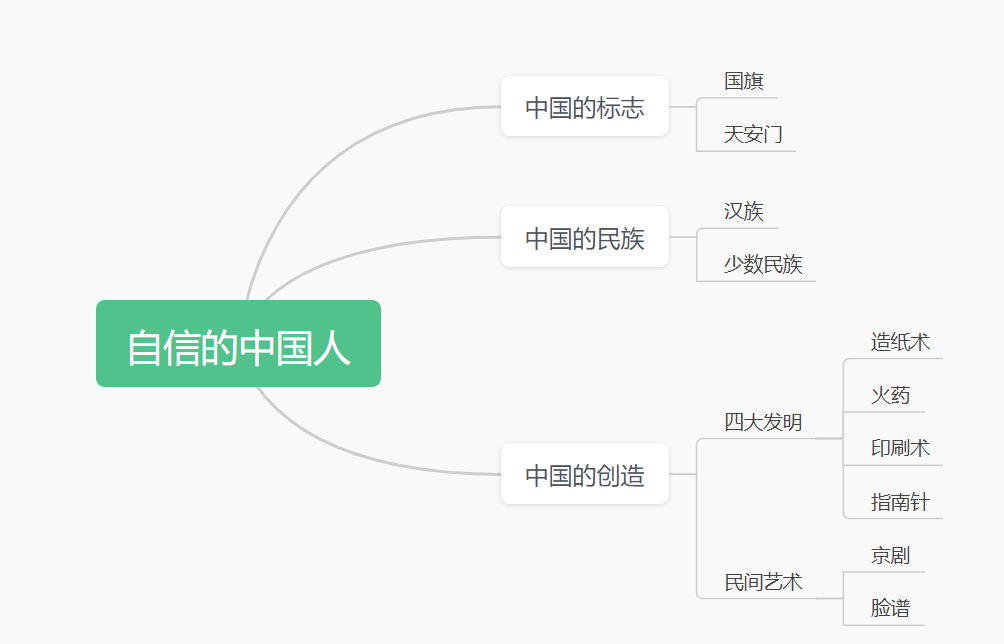 自信的中国人
中国的标志
国旗
天安门
中国的民族
汉族
少数民族
中国的创造
四大发明
造纸术
火药
印刷术
指南针
民间艺术
京剧
脸谱